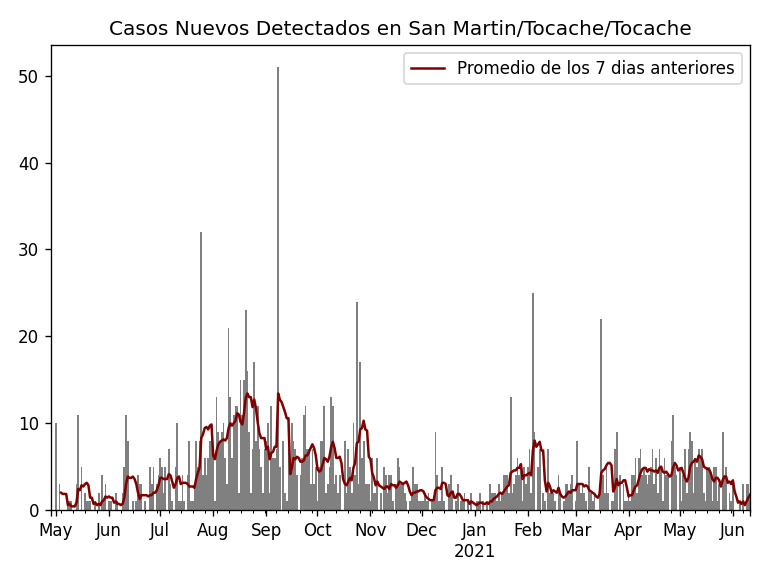 Casos Nuevos Detectados en San Martin/Tocache/Tocache
Promedio de los 7 dias anteriores
50
40
30
20
10
0
May Jun Jul Aug Sep Oct Nov Dec Jan Feb Mar Apr May Jun
2021